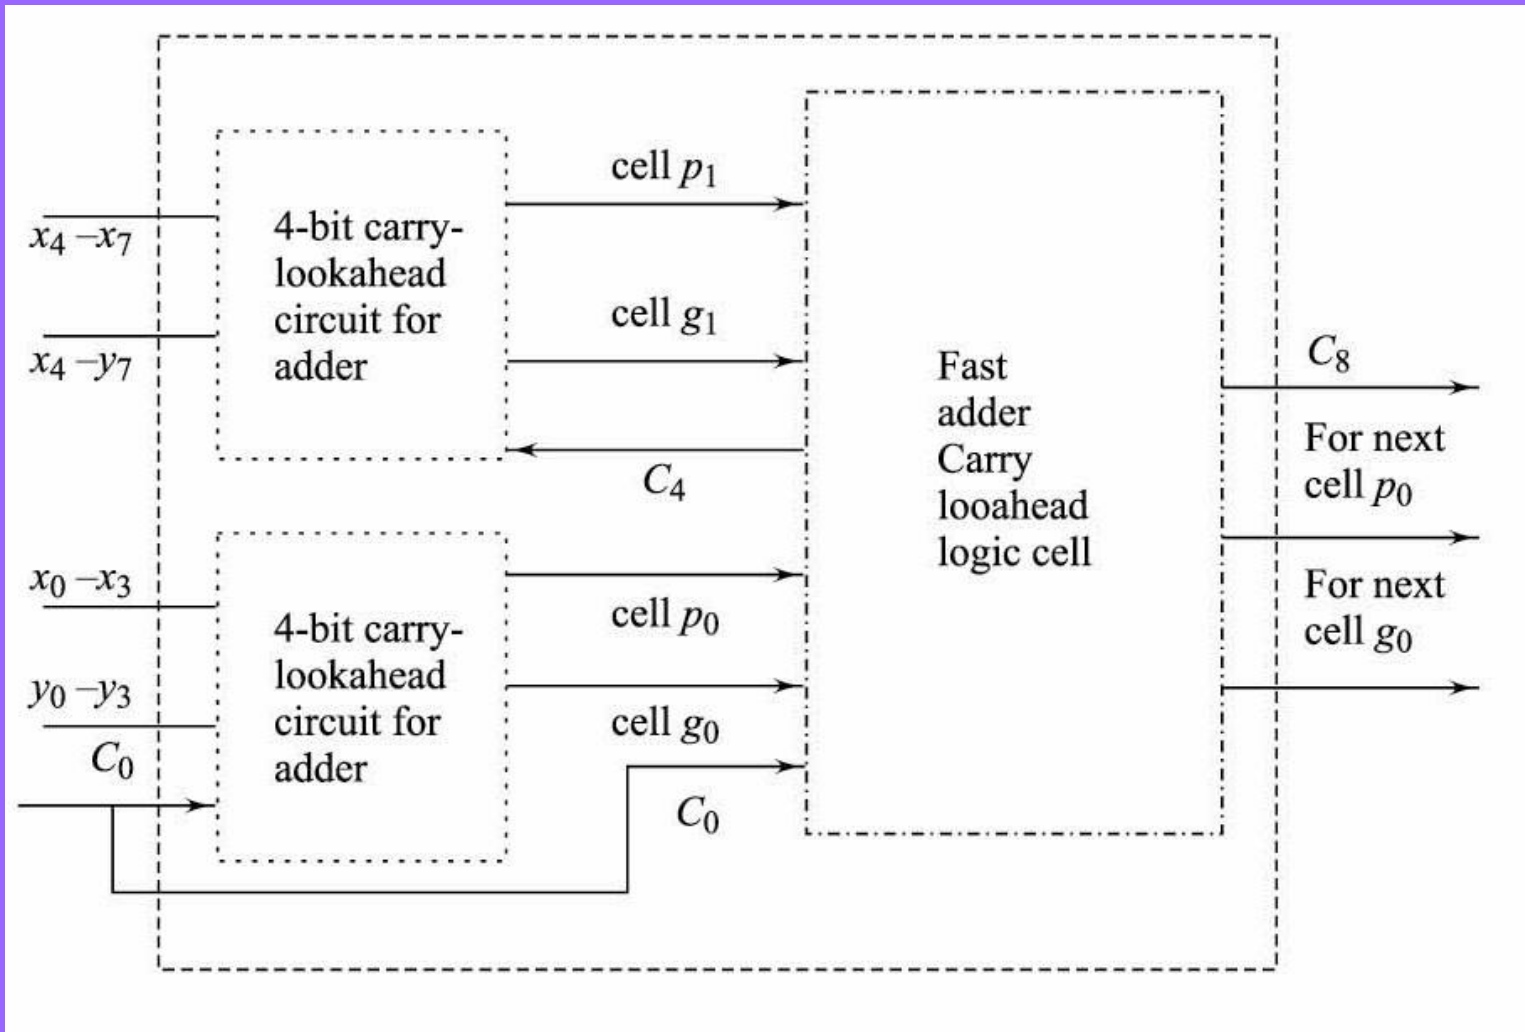 x4 –x7
x4 –y7
4-bit carry-
lookahead
circuit for
adder
cell p1
cell g1
C4
x0 –x3
y0 –y3
C0
4-bit carry-
lookahead
circuit for
adder
cell p0
cell g0
C0
Fast
adder
Carry
looahead
logic cell
C8
For next
cell p0
For next
cell g0